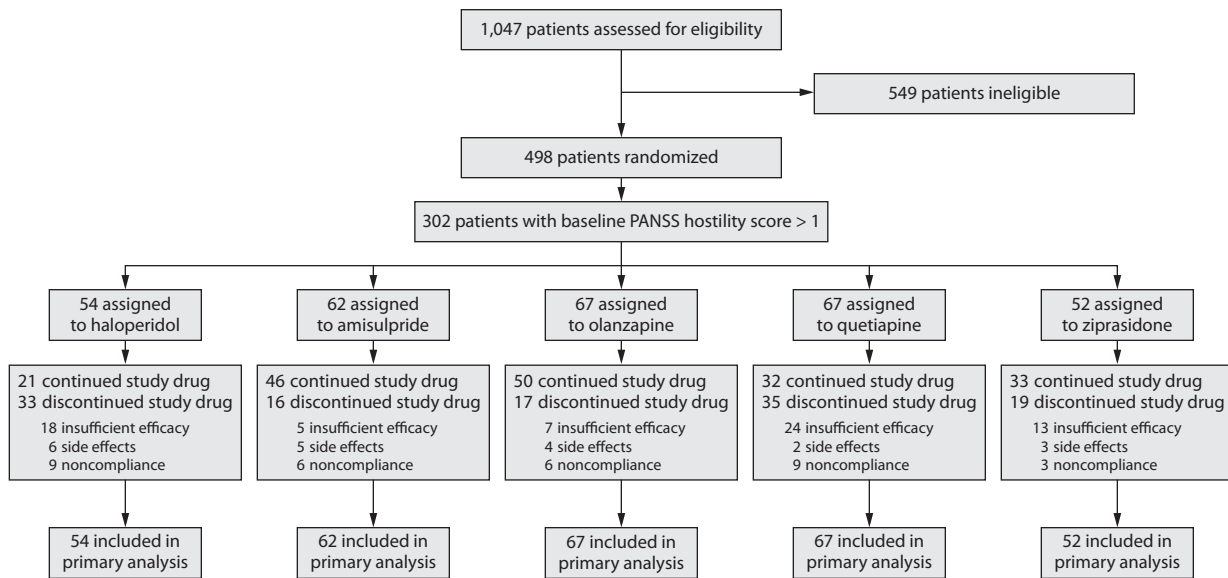 1,047 patients assessed for eligibility
549 patients ineligible
498 patients randomized
302 patients with baseline PANSS hostility score > 1
54 assigned
to haloperidol
62 assigned
to amisulpride
67 assigned
to olanzapine
67 assigned
to quetiapine
52 assigned
to ziprasidone
21 continued study drug
33 discontinued study drug
18 insufficient efficacy
6 side effects
9 noncompliance
46 continued study drug
16 discontinued study drug
5 insufficient efficacy
5 side effects
6 noncompliance
50 continued study drug
17 discontinued study drug
7 insufficient efficacy
4 side effects
6 noncompliance
32 continued study drug
35 discontinued study drug
24 insufficient efficacy
2 side effects
9 noncompliance
33 continued study drug
19 discontinued study drug
13 insufficient efficacy
3 side effects
3 noncompliance
54 included in
primary analysis
62 included in
primary analysis
67 included in
primary analysis
67 included in
primary analysis
52 included in
primary analysis